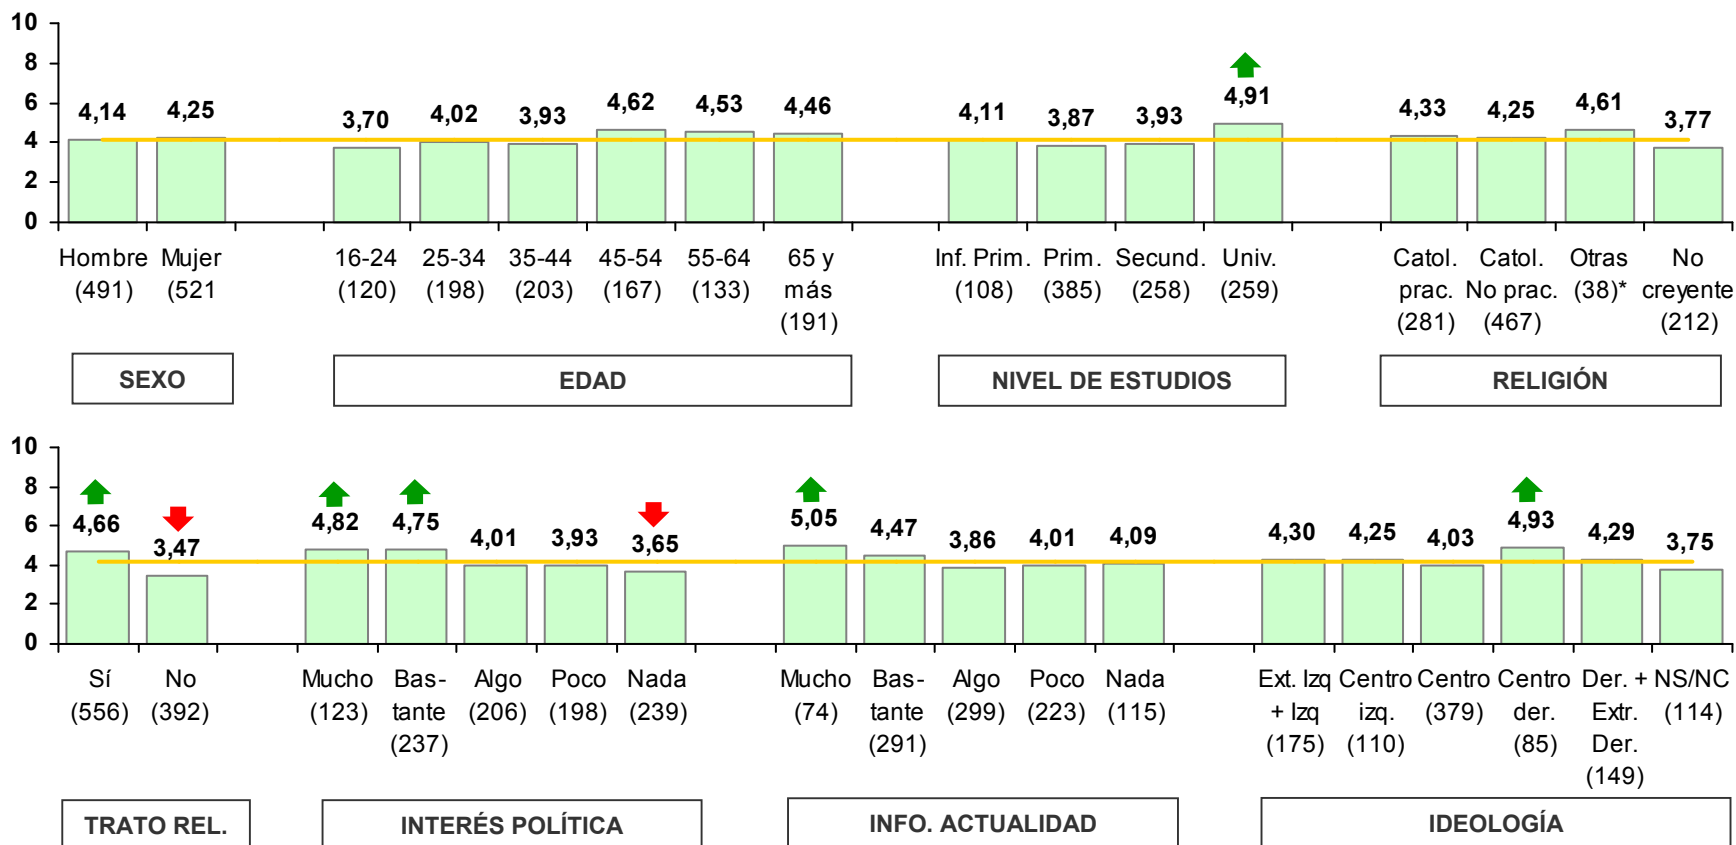 10
8
6
4
2
0
4,14 4,25 3,70 4,02 3,93 4,62 4,53 4,46 4,11 3,87 3,93 4,91 4,33 4,25 4,61 3,77
Hombre Mujer 16-24 25-34 35-44 45-54 55-64 65 y Inf. Prim. Prim. Secund. Univ. Catol. Catol. Otras No
(491) (521 (120) (198) (203) (167) (133) más (108) (385) (258) (259) prac. No prac. (38)* creyente
(191) (281) (467) (212)
SEXO EDAD NIVEL DE ESTUDIOS RELIGIÓN
10
8
6
4
2
0
4,66 3,47 4,82 4,75 4,01 3,93 3,65 5,05 4,47 3,86 4,01 4,09 4,30 4,25 4,03 4,93 4,29 3,75
Sí No Mucho Bas- Algo Poco Nada Mucho Bas- Algo Poco Nada Ext. Izq Centro Centro Centro Der. + NS/NC
(556) (392) (123) tante (206) (198) (239) (74) tante (299) (223) (115) + Izq izq. (379) der. Extr. (114)
(237) (291) (175) (110) (85) Der.
(149)
TRATO REL. INTERÉS POLÍTICA INFO. ACTUALIDAD IDEOLOGÍA